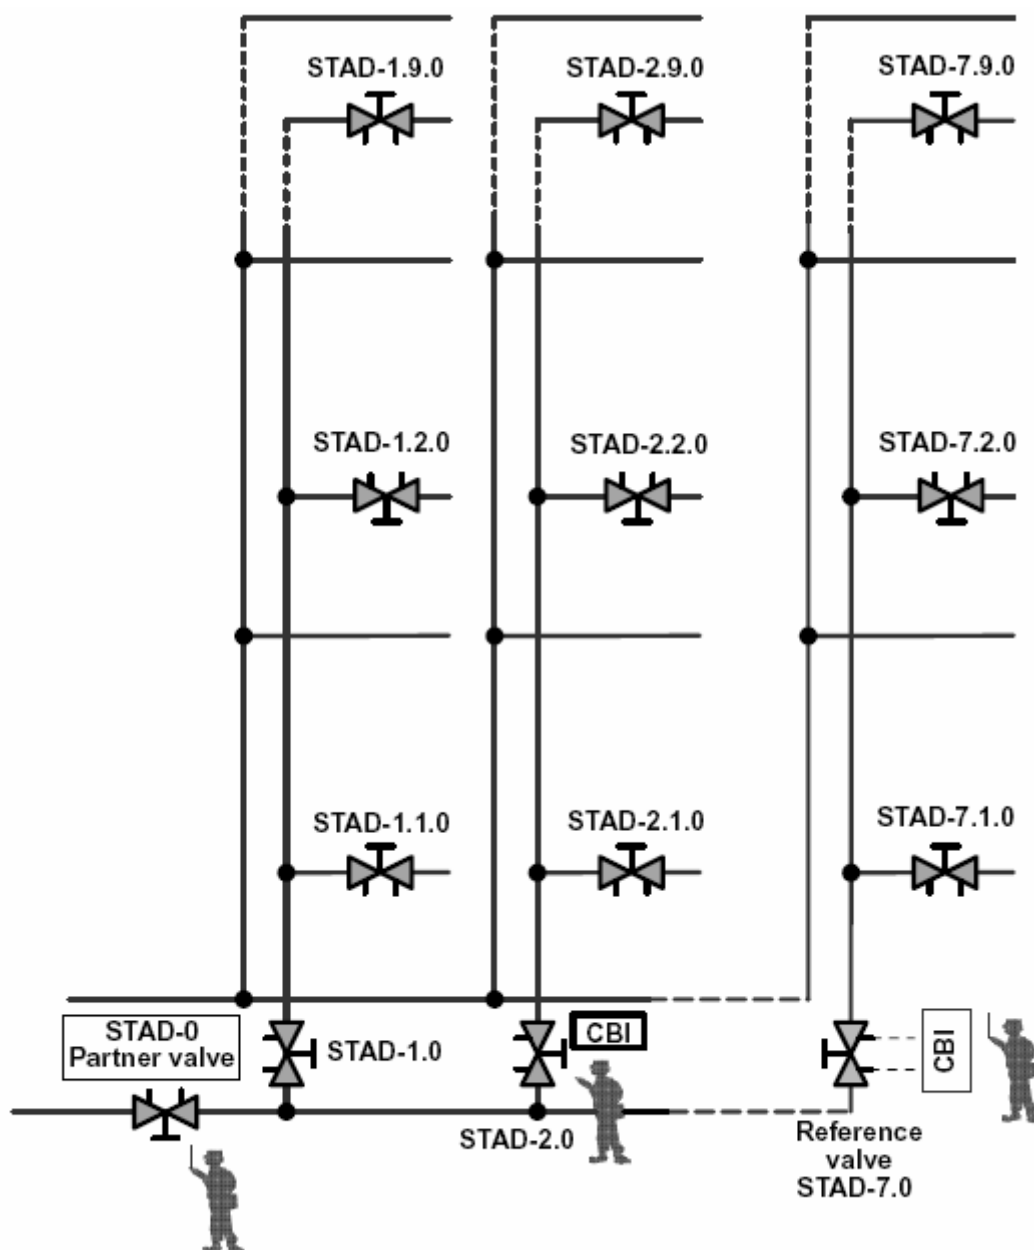 STAD-1.9.0
STAD-2.9.0
STAD-7.9.0
STAD-1.2.0
STAD-2.2.0
STAD-7.2.0
STAD-1.1.0
STAD-2.1.0
STAD-7.1.0
STAD-0
Partner valve
STAD-1.0
CBI
CBI
STAD-2.0
Reference
valve
STAD-7.0